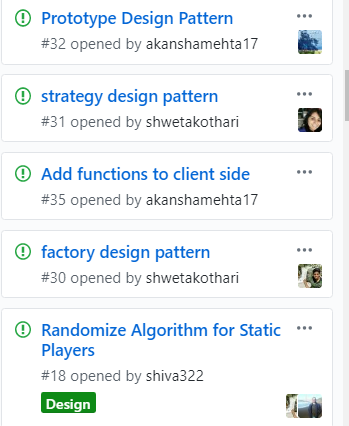 Prototype Design Pattern
#32 opened by akanshamehta17
strategy design pattern
#31 opened by shwetakothari
Add functions to client side
#35 opened by akanshamehta17
factory design pattern
#30 opened by shwetakothari
Randomize Algorithm for Static
Players
#18 opened by shiva322
Design